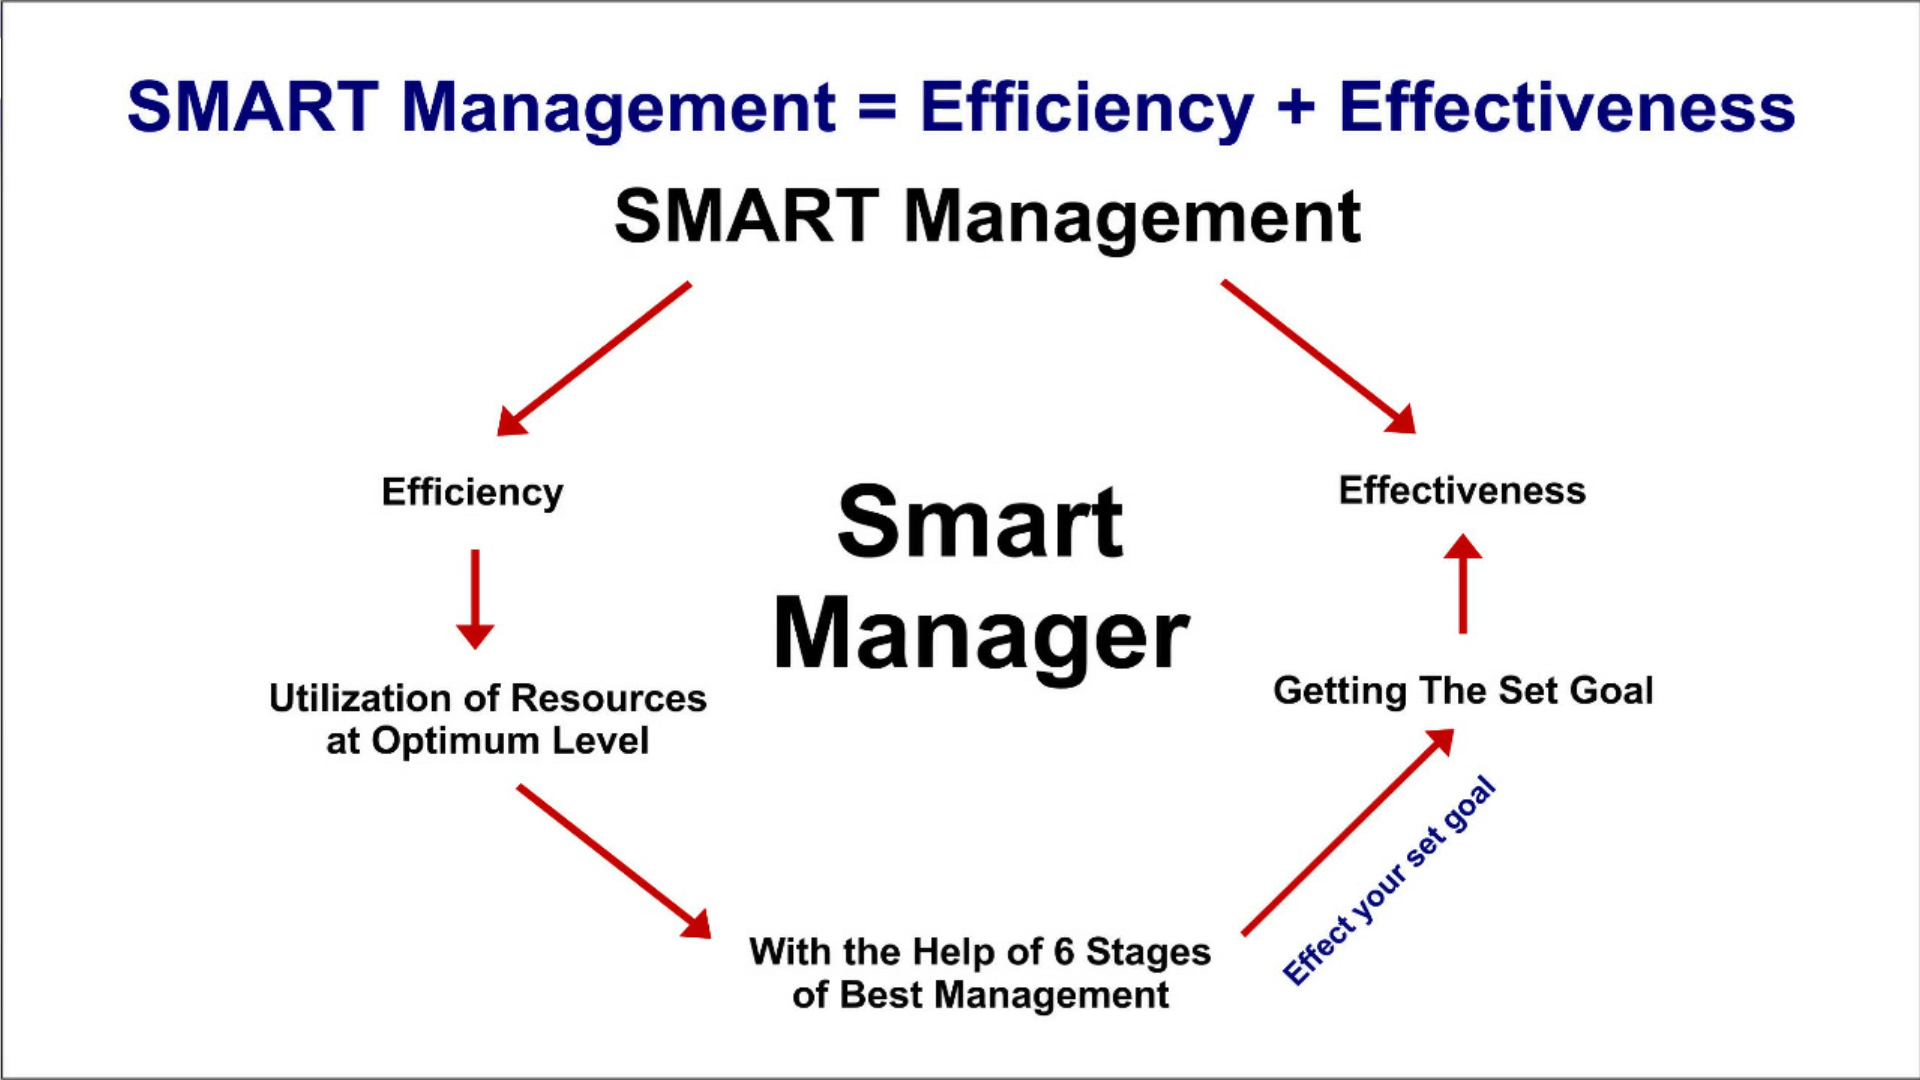 SMART Management = Efficiency + Effectiveness
SMART Management
Efficiency
Smart
Manager
Effectiveness
Utilization of Resources
at Optimum Level
Getting The Set Goal
With the Help of 6 Stages
of Best Management
Effect your set goal